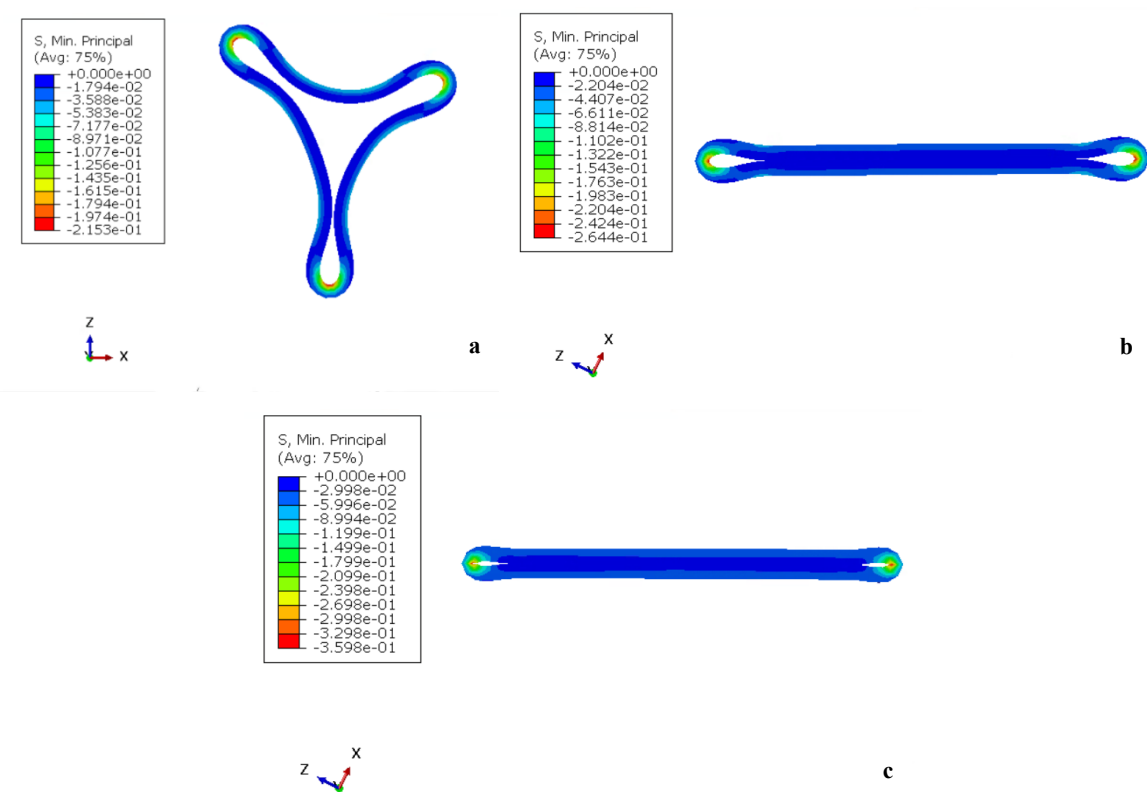 S, Min. Principal
(Avg: 75%)
+0.000e+00
-1.794e-02
-3.588e-02
-5.383e-02
-7.177e-02
-8.971e-02
-1.077e-01
-1.256e-01
-1.435e-01
-1.615e-01
-1.794e-01
-1.974e-01
-2.153e-01
Z
X
a
S, Min. Principal
(Avg: 75%)
+0.000e+00
-2.204e-02
-4.407e-02
-6.611e-02
-8.814e-02
-1.102e-01
-1.322e-01
-1.543e-01
-1.763e-01
-1.983e-01
-2.204e-01
-2.424e-01
-2.644e-01
X
Z
b
S, Min. Principal
(Avg: 75%)
+0.000e+00
-2.998e-02
-5.996e-02
-8.994e-02
-1.199e-01
-1.499e-01
-1.799e-01
-2.099e-01
-2.398e-01
-2.698e-01
-2.998e-01
-3.298e-01
-3.598e-01
X
Z
c